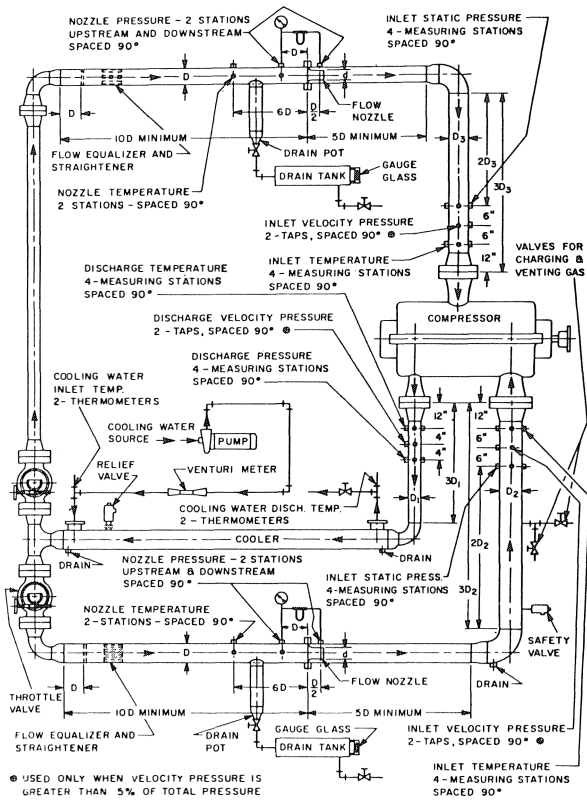 NOZZLE PRESSURE - 2 STATIONS
UPSTREAM AND DOWNSTREAM
SPACED 90°
INLET STATIC PRESSURE
4-MEASURING STATIONS
SPACED 90°
D
D
D
d
6D
D/2
FLOW
NOZZLE
10D MINIMUM
5D MINIMUM
FLOW EQUALIZER AND
STRAIGHTENER
DRAIN POT
NOZZLE TEMPERATURE
2 STATIONS - SPACED 90°
DRAIN TANK
GAUGE
GLASS
D3
2D3
3D3
6"
6"
12"
INLET VELOCITY PRESSURE
2-TAPS, SPACED 90° ⊕
INLET TEMPERATURE
4-MEASURING STATIONS
SPACED 90°
VALVES FOR
CHARGING &
VENTING GAS
DISCHARGE TEMPERATURE
4-MEASURING STATIONS
SPACED 90°
DISCHARGE VELOCITY PRESSURE
2 - TAPS, SPACED 90° ⊕
DISCHARGE PRESSURE
4-MEASURING STATIONS
SPACED 90°
COMPRESSOR
COOLING WATER
INLET TEMP.
2- THERMOMETERS
COOLING WATER
SOURCE
PUMP
12"
4"
4"
D1
3D1
12"
6"
6"
D2
2D2
3D2
RELIEF
VALVE
VENTURI METER
COOLING WATER DISCH. TEMP.
2 - THERMOMETERS
COOLER
DRAIN
DRAIN
NOZZLE PRESSURE - 2 STATIONS
UPSTREAM & DOWNSTREAM
SPACED 90°
INLET STATIC PRESS.
4-MEASURING STATIONS
SPACED 90°
NOZZLE TEMPERATURE
2-STATIONS - SPACED 90°
SAFETY
VALVE
D
D
D
d
6D
D/2
FLOW NOZZLE
DRAIN
THROTTLE
VALVE
10D MINIMUM
5D MINIMUM
FLOW EQUALIZER AND
STRAIGHTENER
DRAIN
POT
GAUGE GLASS
DRAIN TANK
INLET VELOCITY PRESSURE
2-TAPS, SPACED 90° ⊕
INLET TEMPERATURE
4-MEASURING STATIONS
SPACED 90°
⊕ USED ONLY WHEN VELOCITY PRESSURE IS
GREATER THAN 5% OF TOTAL PRESSURE